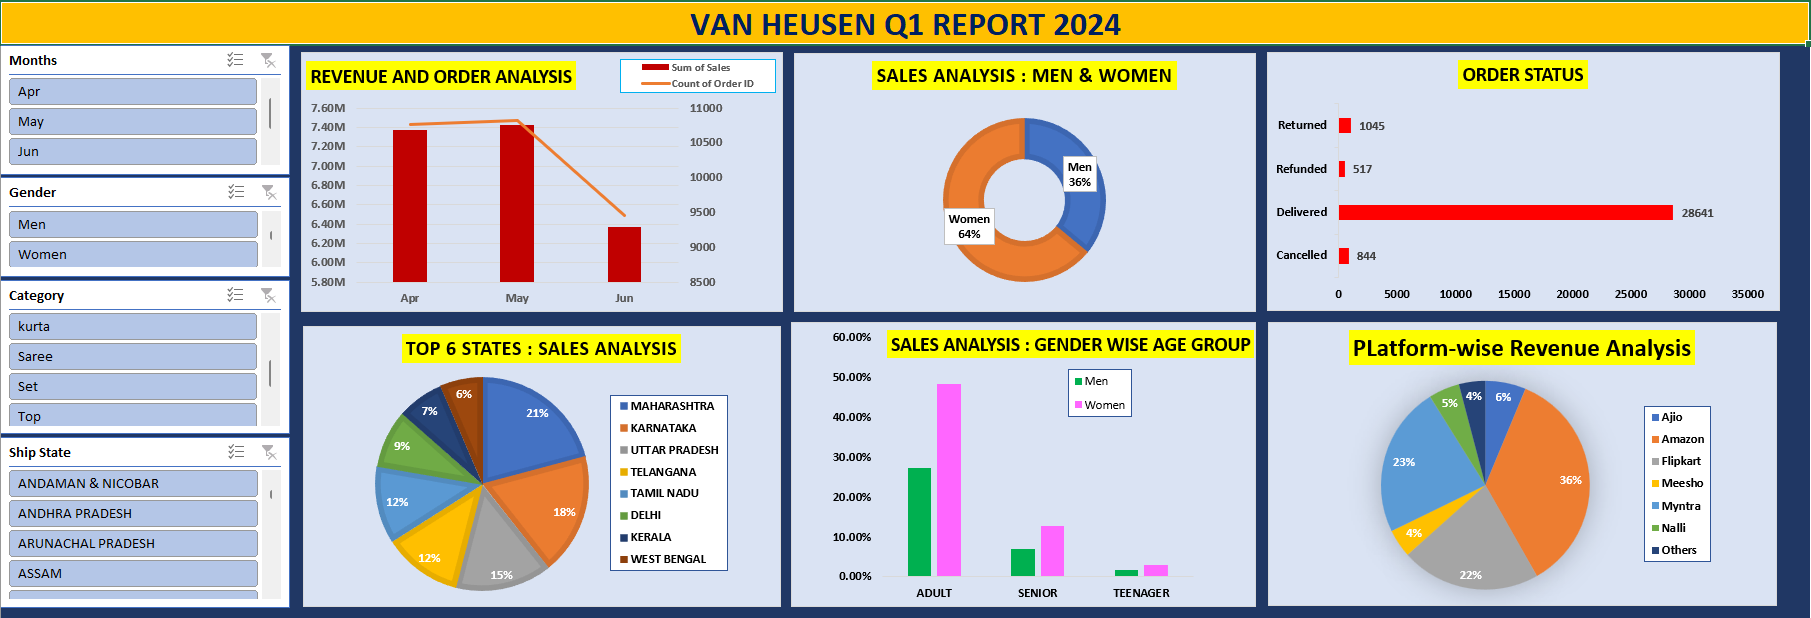 VAN HEUSEN Q1 REPORT 2024
Months
Apr
May
Jun
Gender
Men
Women
Category
kurta
Saree
Set
Top
Ship State
ANDAMAN & NICOBAR
ANDHRA PRADESH
ARUNACHAL PRADESH
ASSAM
REVENUE AND ORDER ANALYSIS
Sum of Sales
Count of Order ID
7.60M
7.40M
7.20M
7.00M
6.80M
6.60M
6.40M
6.20M
6.00M
5.80M
11000
10500
10000
9500
9000
8500
Apr May Jun
SALES ANALYSIS : MEN & WOMEN
Men
36%
Women
64%
ORDER STATUS
Returned 1045
Refunded 517
Delivered 28641
Cancelled 844
0 5000 10000 15000 20000 25000 30000 35000
TOP 6 STATES : SALES ANALYSIS
6%
7%
21%
9%
12%
18%
12%
15%
MAHARASHTRA
KARNATAKA
UTTAR PRADESH
TELANGANA
TAMIL NADU
DELHI
KERALA
WEST BENGAL
SALES ANALYSIS : GENDER WISE AGE GROUP
Men
Women
60.00%
50.00%
40.00%
30.00%
20.00%
10.00%
0.00%
ADULT SENIOR TEENAGER
PLatform-wise Revenue Analysis
5%
4%
6%
23%
36%
4%
22%
Ajio
Amazon
Flipkart
Meesho
Myntra
Nalli
Others